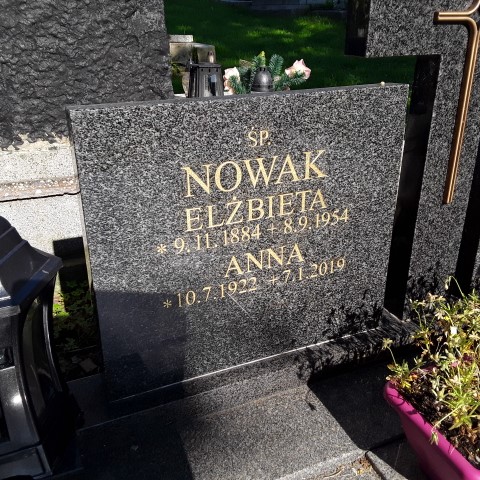 ŚP.
NOWAK
ELŻBIETA
* 9.11.1884 + 8.9.1954
ANNA
* 10.7.1922 + 7.1.2019